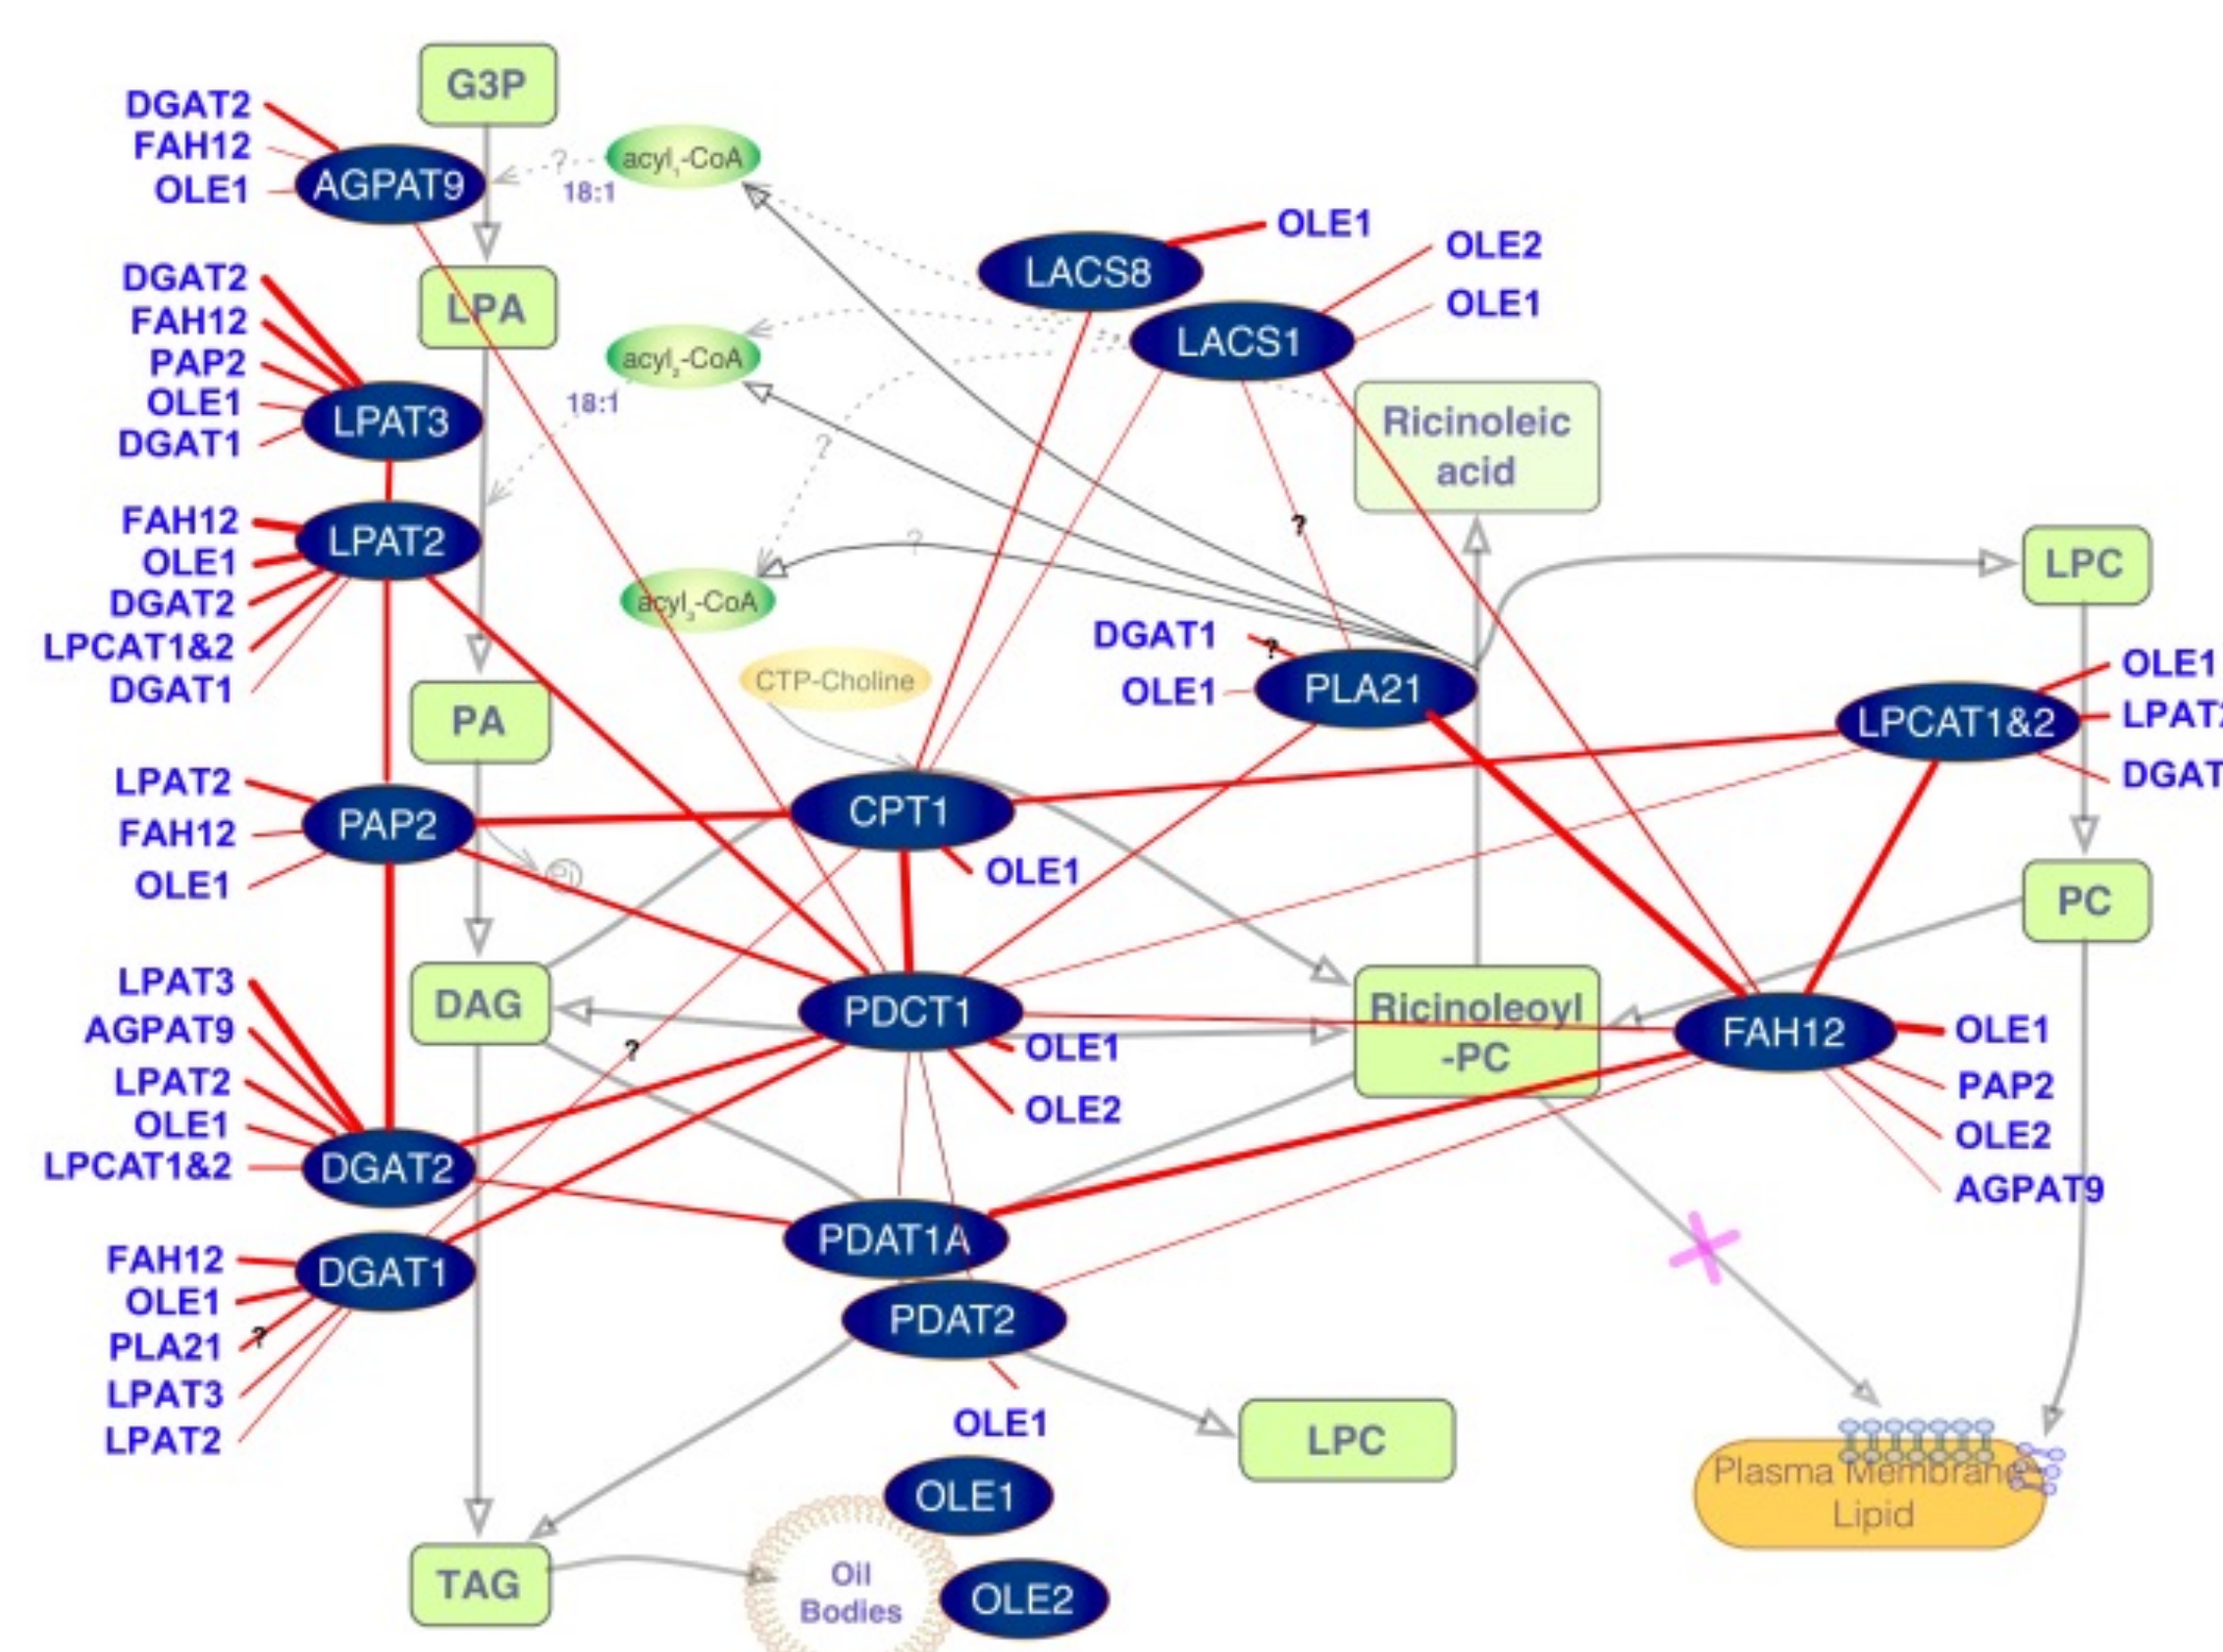 G3P
DGAT2
FAH12
OLE1
AGPAT9
?
18:1
acyl1-CoA
LPA
DGAT2
FAH12
PAP2
OLE1
DGAT1
LPAT3
acyl2-CoA
18:1
?
LACS8
OLE1
OLE2
LACS1
OLE1
Ricinoleic
acid
FAH12
OLE1
DGAT2
LPCAT1&2
DGAT1
LPAT2
?
acyl3-CoA
?
LPC
DGAT1
?
OLE1
PLA21
CTP-Choline
PA
OLE1
LPCAT1&2
LPAT2
DGAT
LPAT2
FAH12
OLE1
PAP2
CPT1
OLE1
PC
LPAT3
AGPAT9
LPAT2
OLE1
LPCAT1&2
DGAT2
DAG
?
PDCT1
OLE1
OLE2
Ricinoleoyl
-PC
FAH12
OLE1
PAP2
OLE2
AGPAT9
FAH12
OLE1
PLA21
?
LPAT3
LPAT2
DGAT1
PDAT1A
PDAT2
OLE1
LPC
Plasma Membrane
Lipid
TAG
Oil
Bodies
OLE1
OLE2